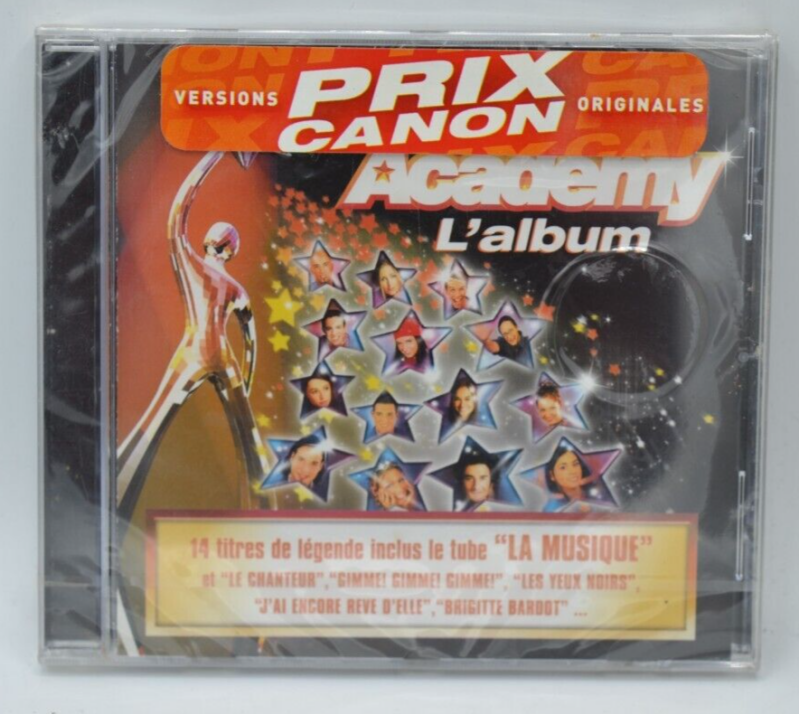 VERSIONS PRIX CANON ORIGINALES
Academy
L'album
14 titres de légende inclus le tube "LA MUSIQUE"
et "LE CHANTEUR", "GIMME! GIMME! GIMME!", "LES YEUX NOIRS",
"J'AI ENCORE REVE D'ELLE", "BRIGITTE BARDOT" ...